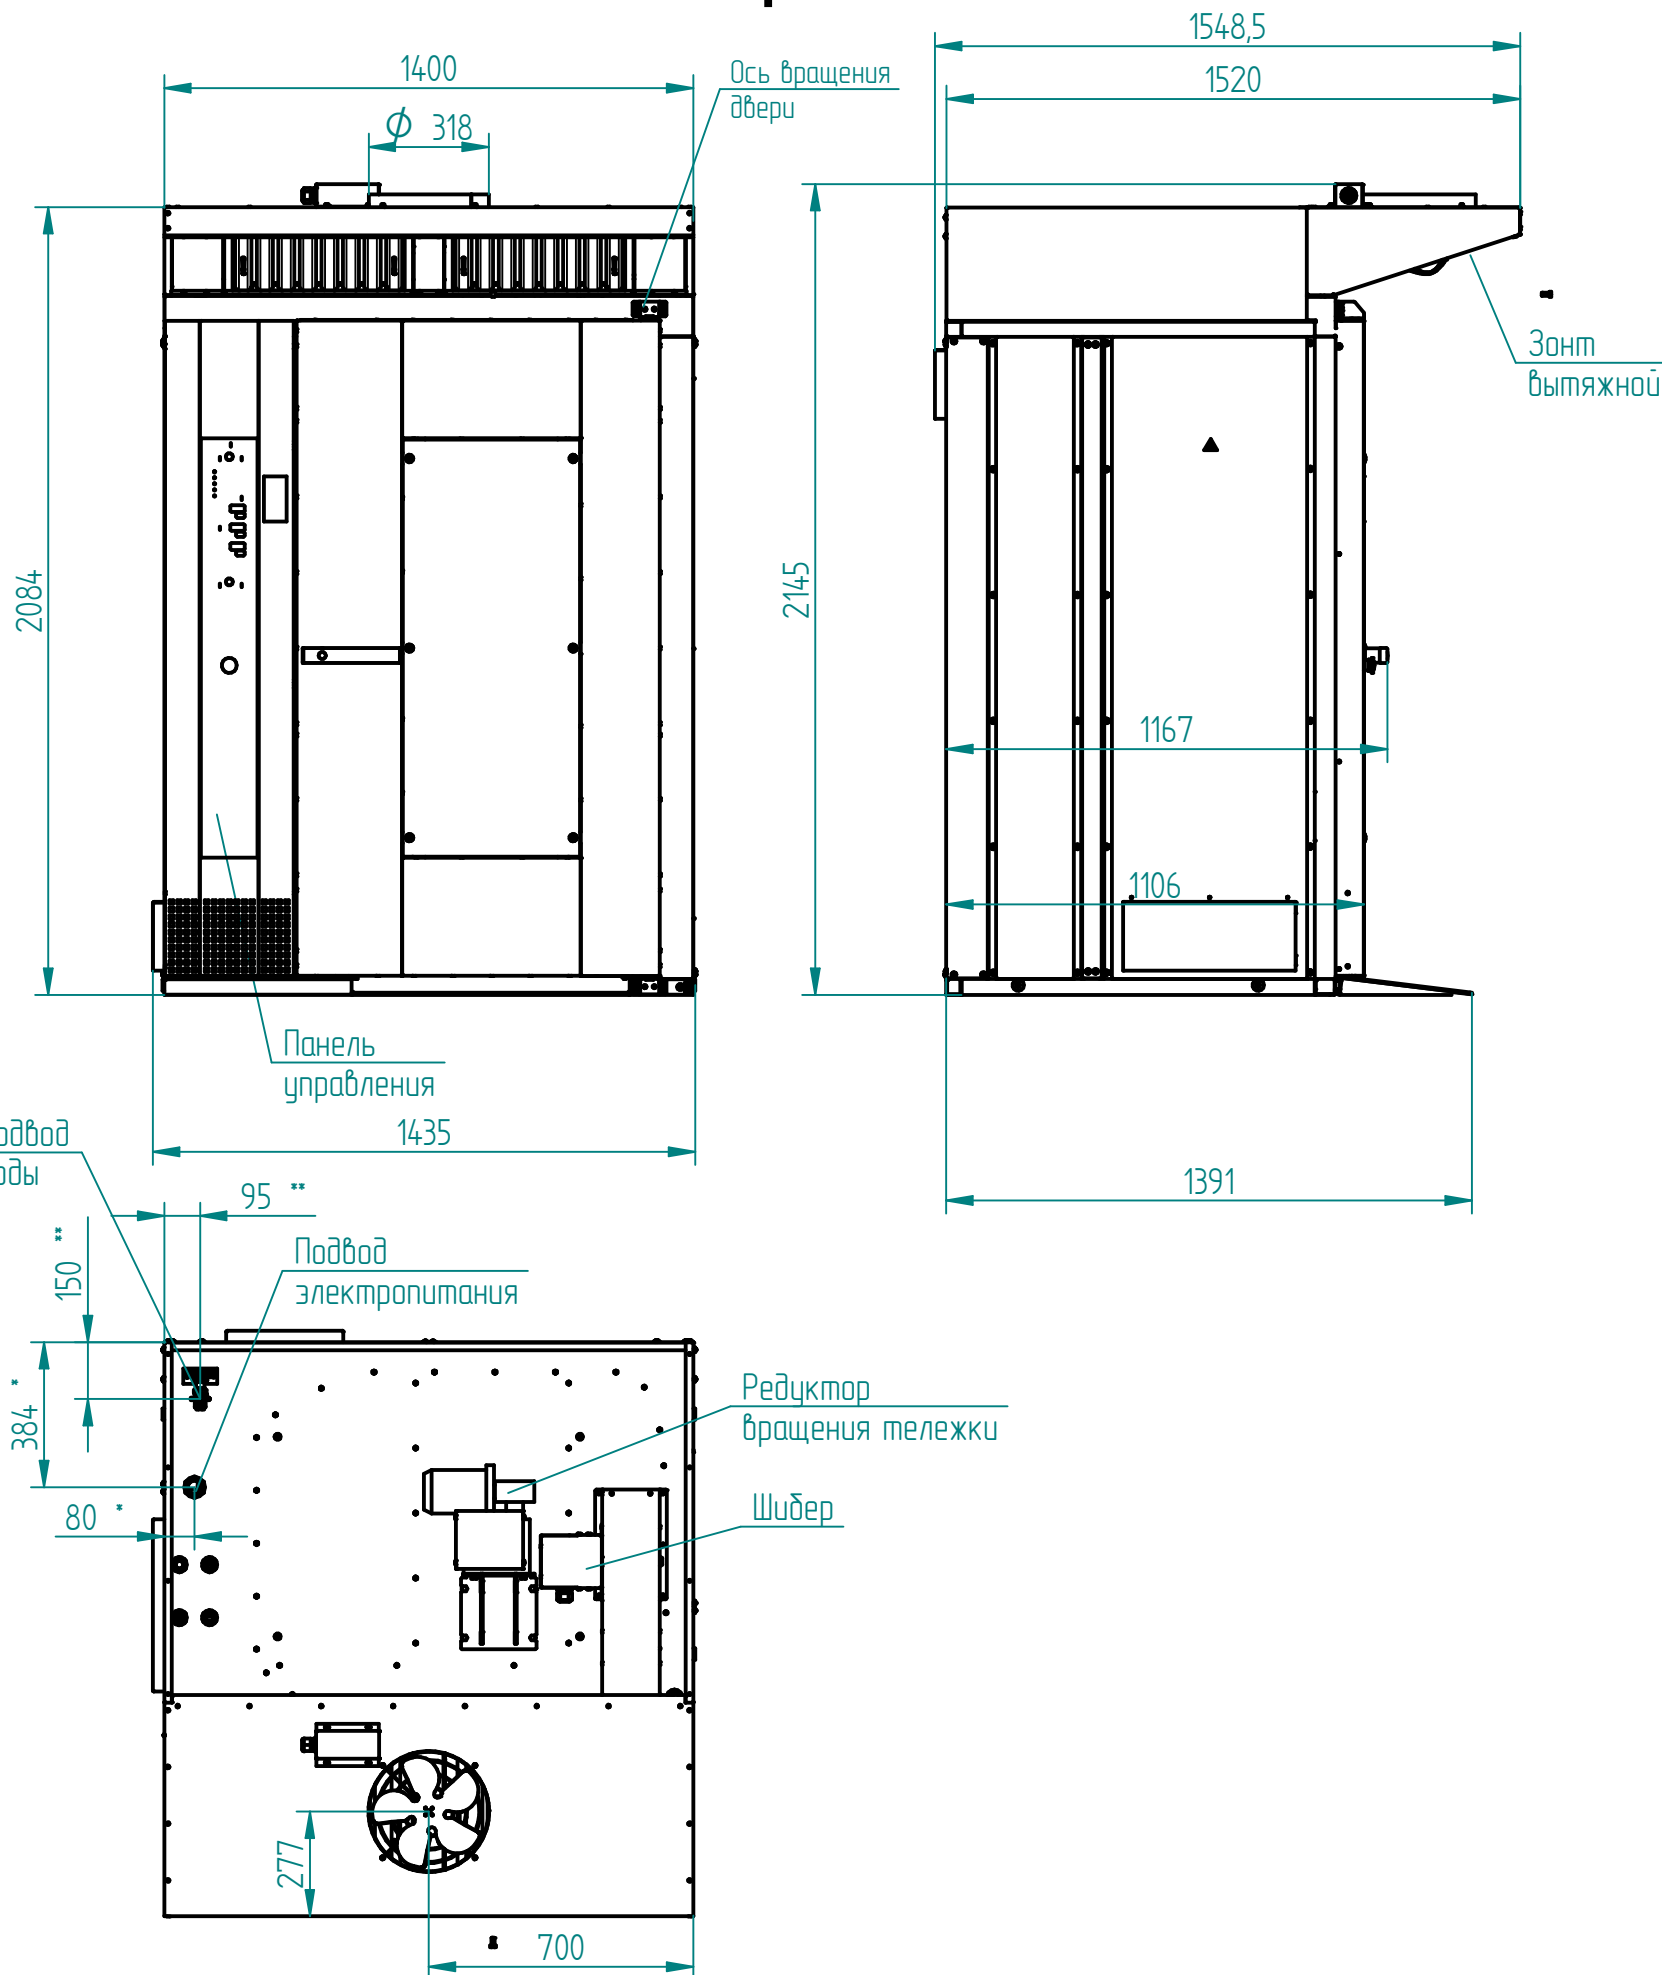 1548,5
1400
Ось вращения
двери
1520
⌀ 318
Зонт
вытяжной
2084
2145
1167
1106
Панель
управления
1435
1391
95 **
150 **
Подвод
электропитания
384 *
80 *
Редуктор
вращения тележки
Шибер
277
700